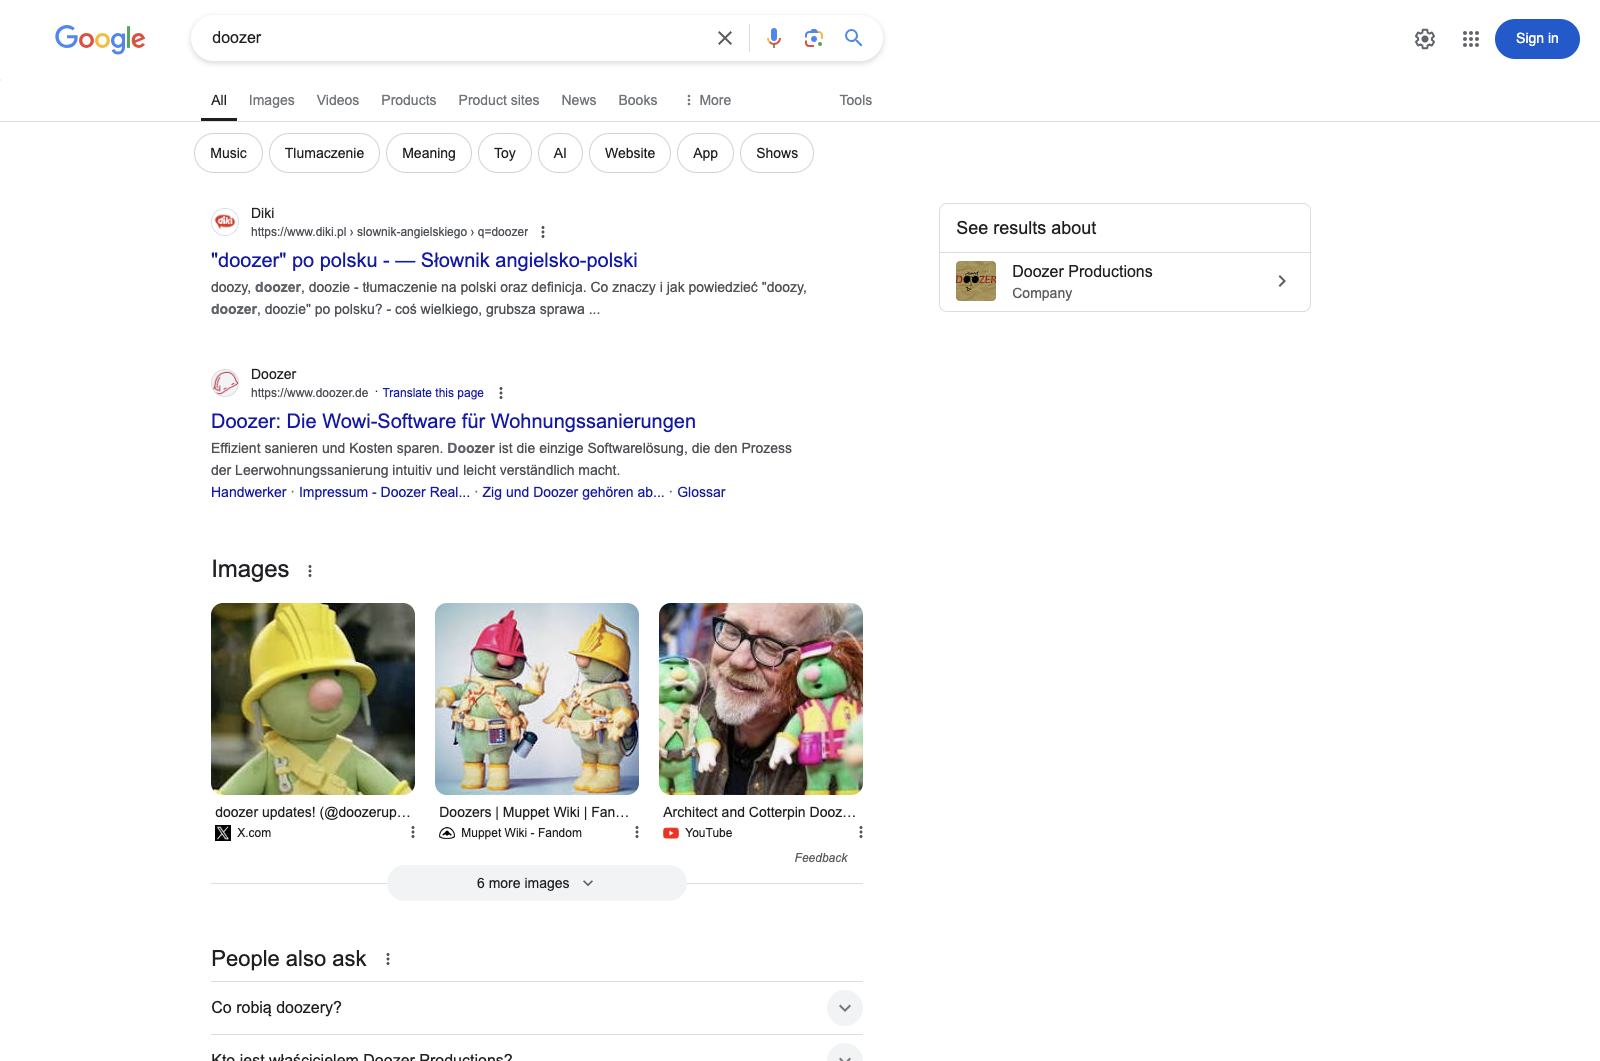 Google
doozer
Sign in
All
Images
Videos
Products
Product sites
News
Books
More
Tools
Music
Tlumaczenie
Meaning
Toy
AI
Website
App
Shows
diki
Diki
https://www.diki.pl › slownik-angielskiego › q=doozer
"doozer" po polsku - — Słownik angielsko-polski
doozy, doozer, doozie - tłumaczenie na polski oraz definicja. Co znaczy i jak powiedzieć "doozy,
doozer, doozie" po polsku? - coś wielkiego, grubsza sprawa ...
See results about
DOOZER
Doozer Productions
Company
Doozer
https://www.doozer.de · Translate this page
Doozer: Die Wowi-Software für Wohnungssanierungen
Effizient sanieren und Kosten sparen. Doozer ist die einzige Softwarelösung, die den Prozess
der Leerwohnungssanierung intuitiv und leicht verständlich macht.
Handwerker · Impressum - Doozer Real... · Zig und Doozer gehören ab... · Glossar
Images
doozer updates! (@doozerup...
X.com
Doozers | Muppet Wiki | Fan...
Muppet Wiki - Fandom
Architect and Cotterpin Dooz...
YouTube
Feedback
6 more images
People also ask
Co robią doozery?
Kto jest właścicielem Doozer Productions?